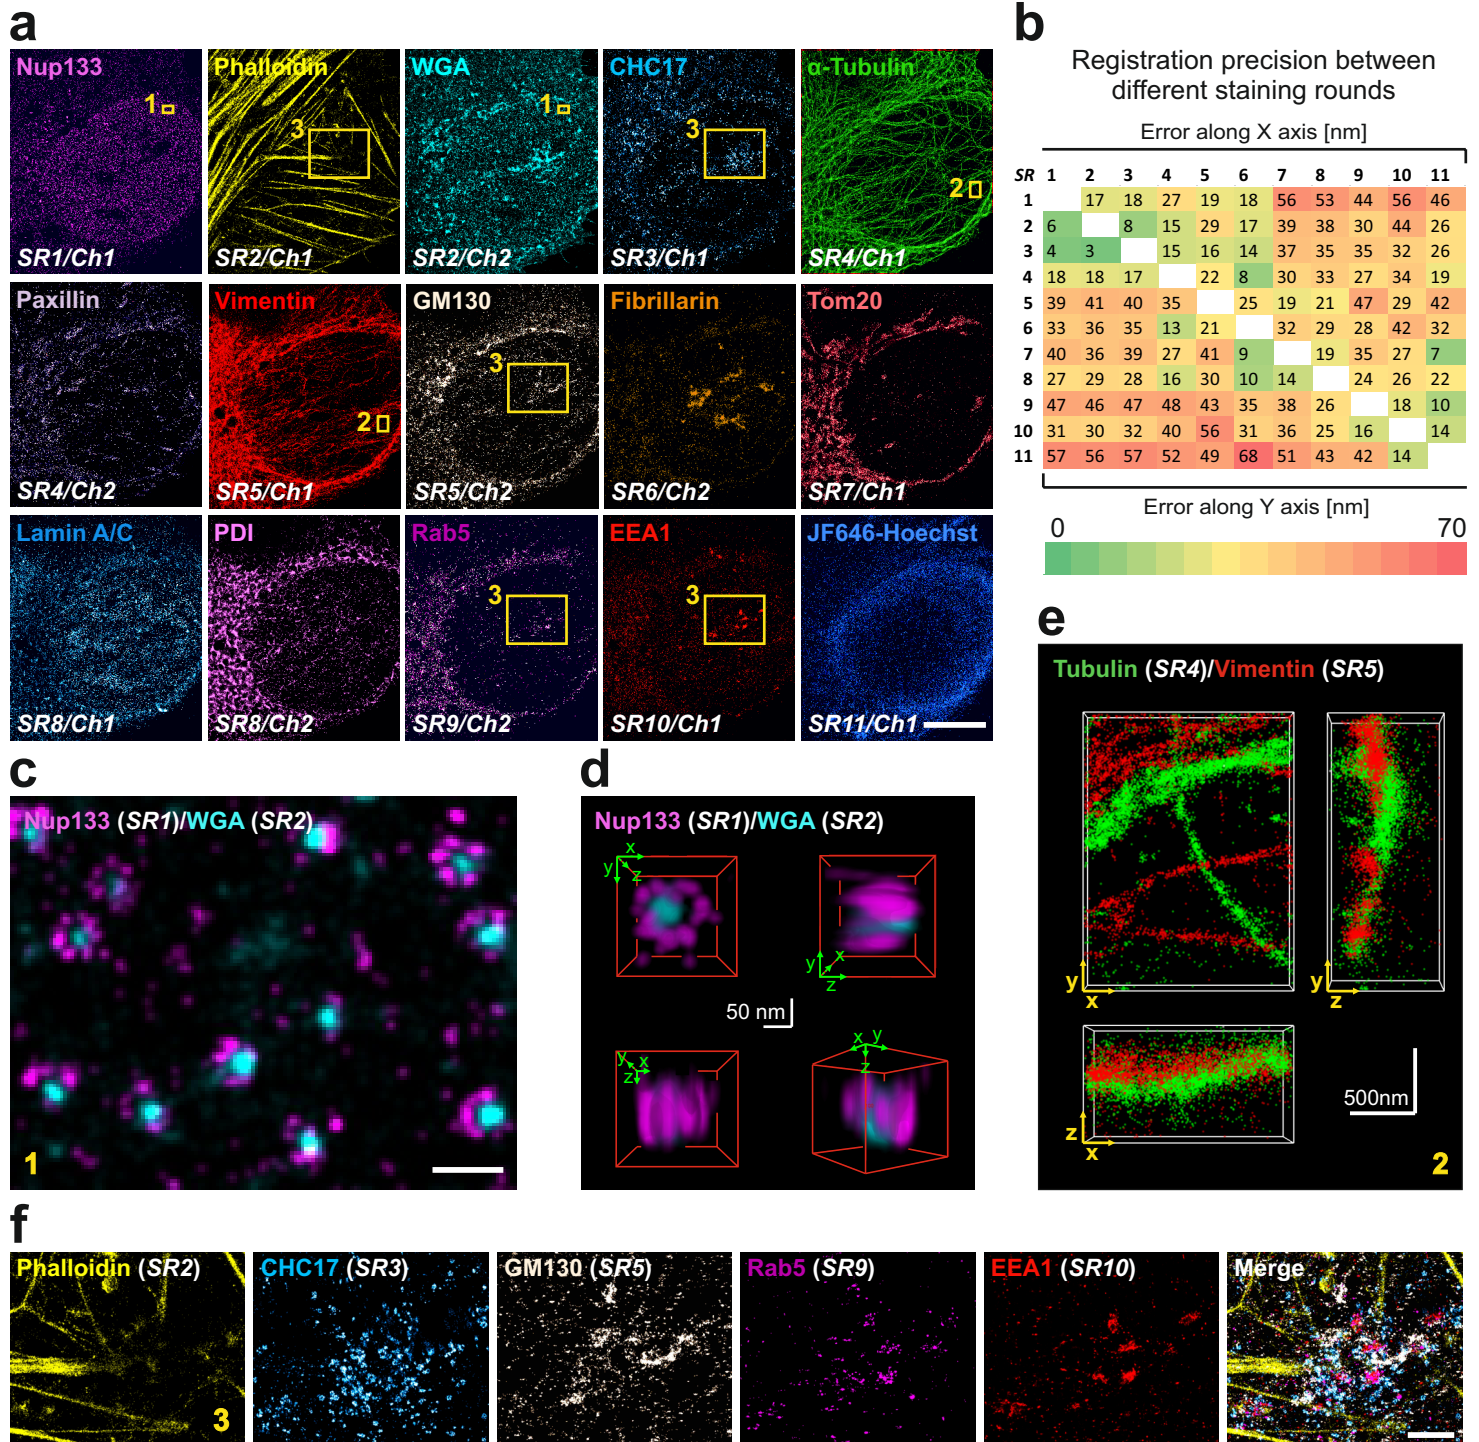 a
Nup133
1
SR1/Ch1
Phalloidin
3
SR2/Ch1
WGA
1
SR2/Ch2
CHC17
3
SR3/Ch1
α-Tubulin
2
SR4/Ch1
Paxillin
SR4/Ch2
Vimentin
2
SR5/Ch1
GM130
3
SR5/Ch2
Fibrillarin
SR6/Ch2
Tom20
SR7/Ch1
Lamin A/C
SR8/Ch1
PDI
SR8/Ch2
Rab5
3
SR9/Ch2
EEA1
3
SR10/Ch1
JF646-Hoechst
SR11/Ch1
b
Registration precision between
different staining rounds
Error along X axis [nm]
SR 1 2 3 4 5 6 7 8 9 10 11
1 17 18 27 19 18 56 53 44 56 46
2 6 8 15 29 17 39 38 30 44 26
3 4 3 15 16 14 37 35 35 32 26
4 18 18 17 22 8 30 33 27 34 19
5 39 41 40 35 25 19 21 47 29 42
6 33 36 35 13 21 32 29 28 42 32
7 40 36 39 27 41 9 19 35 27 7
8 27 29 28 16 30 10 14 24 26 22
9 47 46 47 48 43 35 38 26 18 10
10 31 30 32 40 56 31 36 25 16 14
11 57 56 57 52 49 68 51 43 42 14
Error along Y axis [nm]
0 70
c
Nup133 (SR1)/WGA (SR2)
1
d
Nup133 (SR1)/WGA (SR2)
x
y
z
x
y
z
50 nm
y
x
z
x
y
z
e
Tubulin (SR4)/Vimentin (SR5)
y
x
y
z
500nm
z
x
2
f
Phalloidin (SR2)
3
CHC17 (SR3)
GM130 (SR5)
Rab5 (SR9)
EEA1 (SR10)
Merge